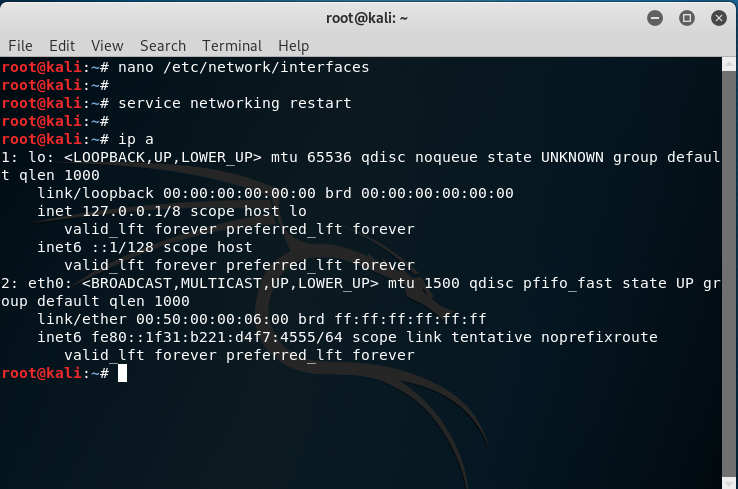 root@kali: ~
File Edit View Search Terminal Help
root@kali:~# nano /etc/network/interfaces
root@kali:~#
root@kali:~# service networking restart
root@kali:~#
root@kali:~# ip a
1: lo: <LOOPBACK,UP,LOWER_UP> mtu 65536 qdisc noqueue state UNKNOWN group defaul
t qlen 1000
    link/loopback 00:00:00:00:00:00 brd 00:00:00:00:00:00
    inet 127.0.0.1/8 scope host lo
       valid_lft forever preferred_lft forever
    inet6 ::1/128 scope host
       valid_lft forever preferred_lft forever
2: eth0: <BROADCAST,MULTICAST,UP,LOWER_UP> mtu 1500 qdisc pfifo_fast state UP gr
oup default qlen 1000
    link/ether 00:50:00:00:06:00 brd ff:ff:ff:ff:ff:ff
    inet6 fe80::1f31:b221:d4f7:4555/64 scope link tentative noprefixroute
       valid_lft forever preferred_lft forever
root@kali:~#